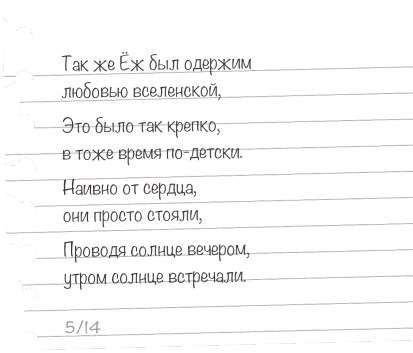 Так же Ёж был одержим
любовью вселенской,
Это было так крепко,
в тоже время по-детски.
Наивно от сердца,
они просто стояли,
Проводя солнце вечером,
утром солнце встречали.
5/14